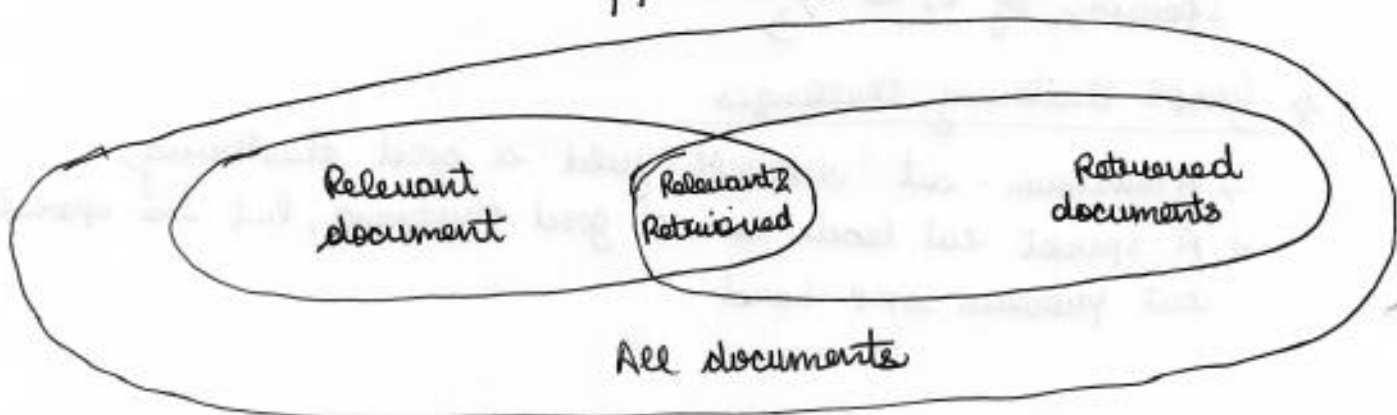 Relevant
document
Relevant &
Retrieved
Retrieved
documents
All documents